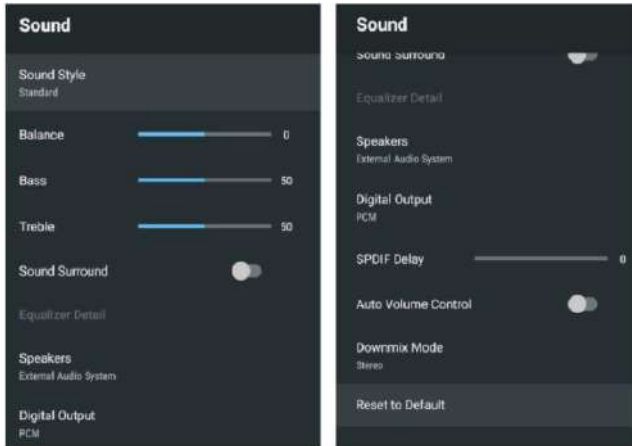 Sound
Sound Style
Standard
Balance 0
Bass 50
Treble 50
Sound Surround
Equalizer Detail
Speakers
External Audio System
Digital Output
PCM
Sound
Sound Surround
Equalizer Detail
Speakers
External Audio System
Digital Output
PCM
SPDIF Delay 0
Auto Volume Control
Downmix Mode
Stereo
Reset to Default